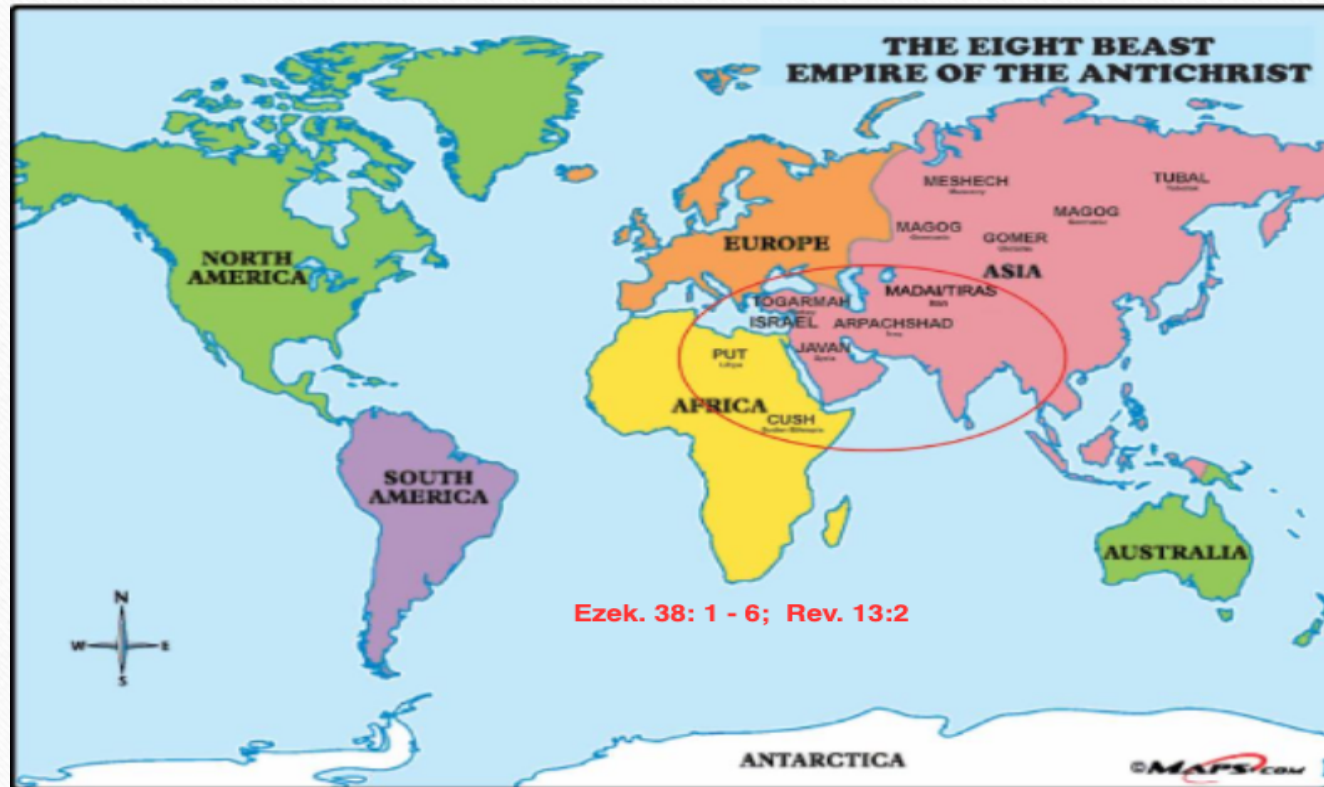 THE EIGHT BEAST
EMPIRE OF THE ANTICHRIST
MESHECH
TUBAL
MAGOG
MAGOG
GOMER
EUROPE
ASIA
NORTH
AMERICA
MADAI/TIRAS
TOGARMAH
ISRAEL
ARPACHSHAD
PUT
Libya
JAVAN
Syria
AFRICA
CUSH
SOUTH
AMERICA
AUSTRALIA
N
W
E
S
Ezek. 38: 1 - 6; Rev. 13:2
ANTARCTICA
©MAPS.COM